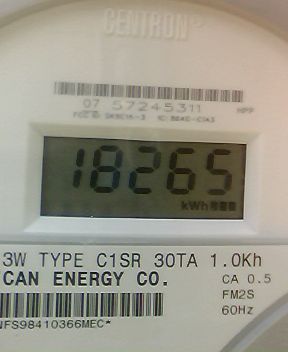 CENTRON
07 57245311 HPP
18265
kWh
3W TYPE C1SR 30TA 1.0Kh
CAN ENERGY CO. CA 0.5
FM2S
60Hz
NFS98410366MEC*